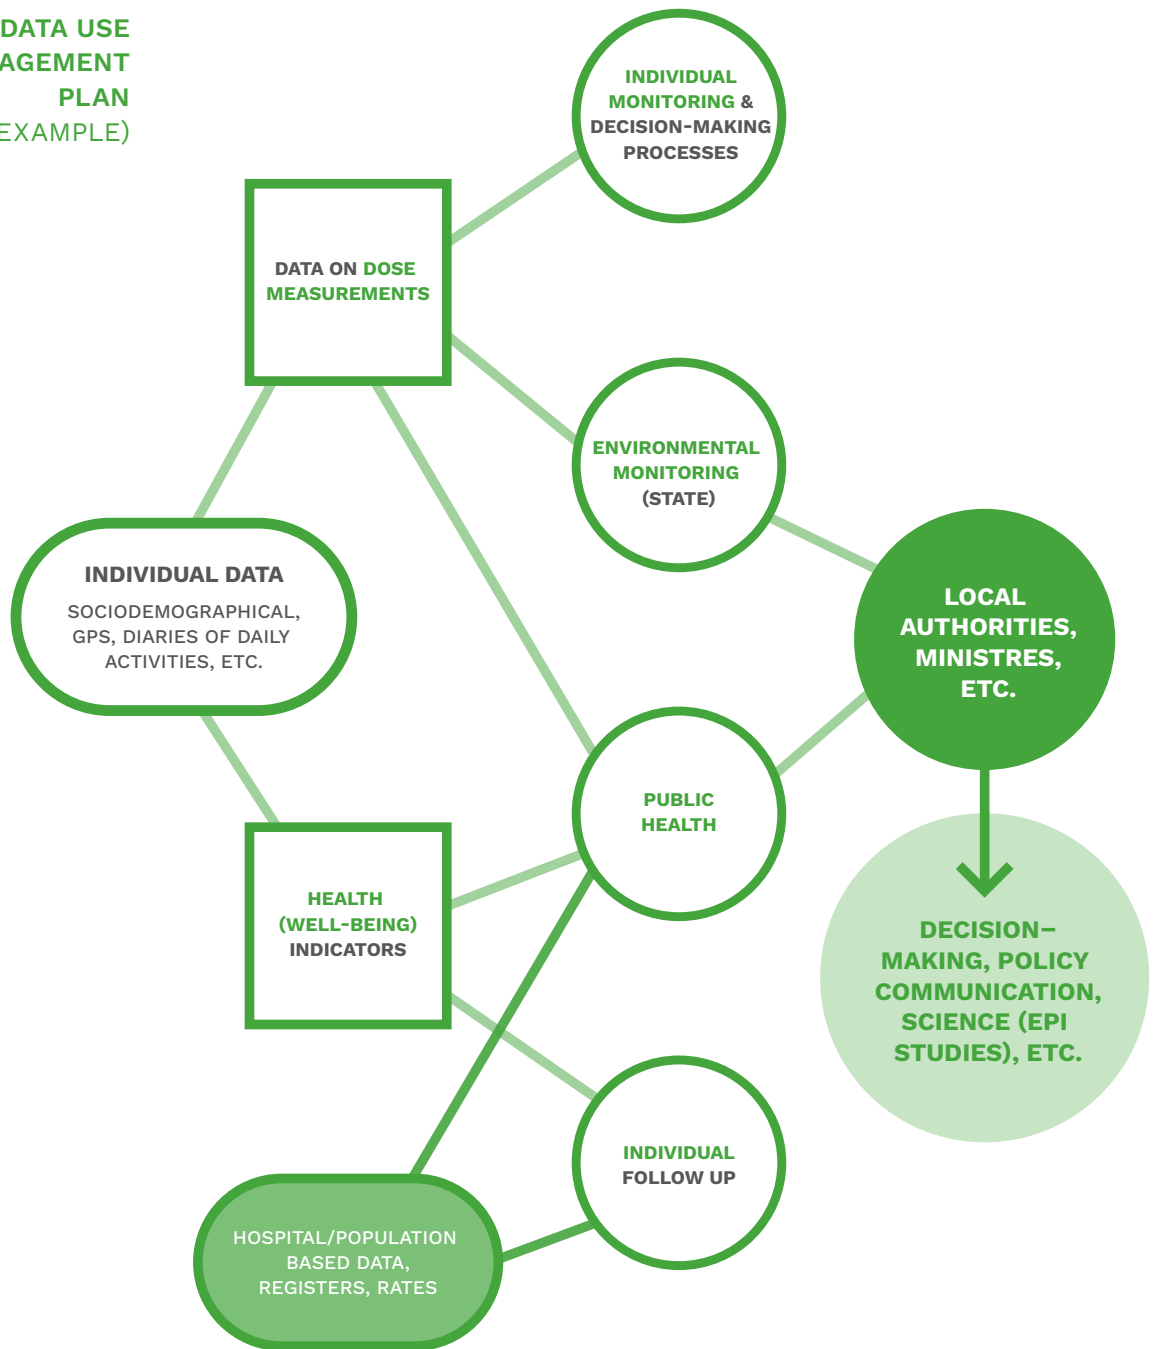 DATA USE
PLAN
EXAMPLE)
INDIVIDUAL
MONITORING &
DECISION-MAKING
PROCESSES
DATA ON DOSE
MEASUREMENTS
ENVIRONMENTAL
MONITORING
(STATE)
INDIVIDUAL DATA
SOCIODEMOGRAPHICAL,
GPS, DIARIES OF DAILY
ACTIVITIES, ETC.
LOCAL
AUTHORITIES,
MINISTRES,
ETC.
PUBLIC
HEALTH
HEALTH
(WELL-BEING)
INDICATORS
DECISION–
MAKING, POLICY
COMMUNICATION,
SCIENCE (EPI
STUDIES), ETC.
INDIVIDUAL
FOLLOW UP
HOSPITAL/POPULATION
BASED DATA,
REGISTERS, RATES